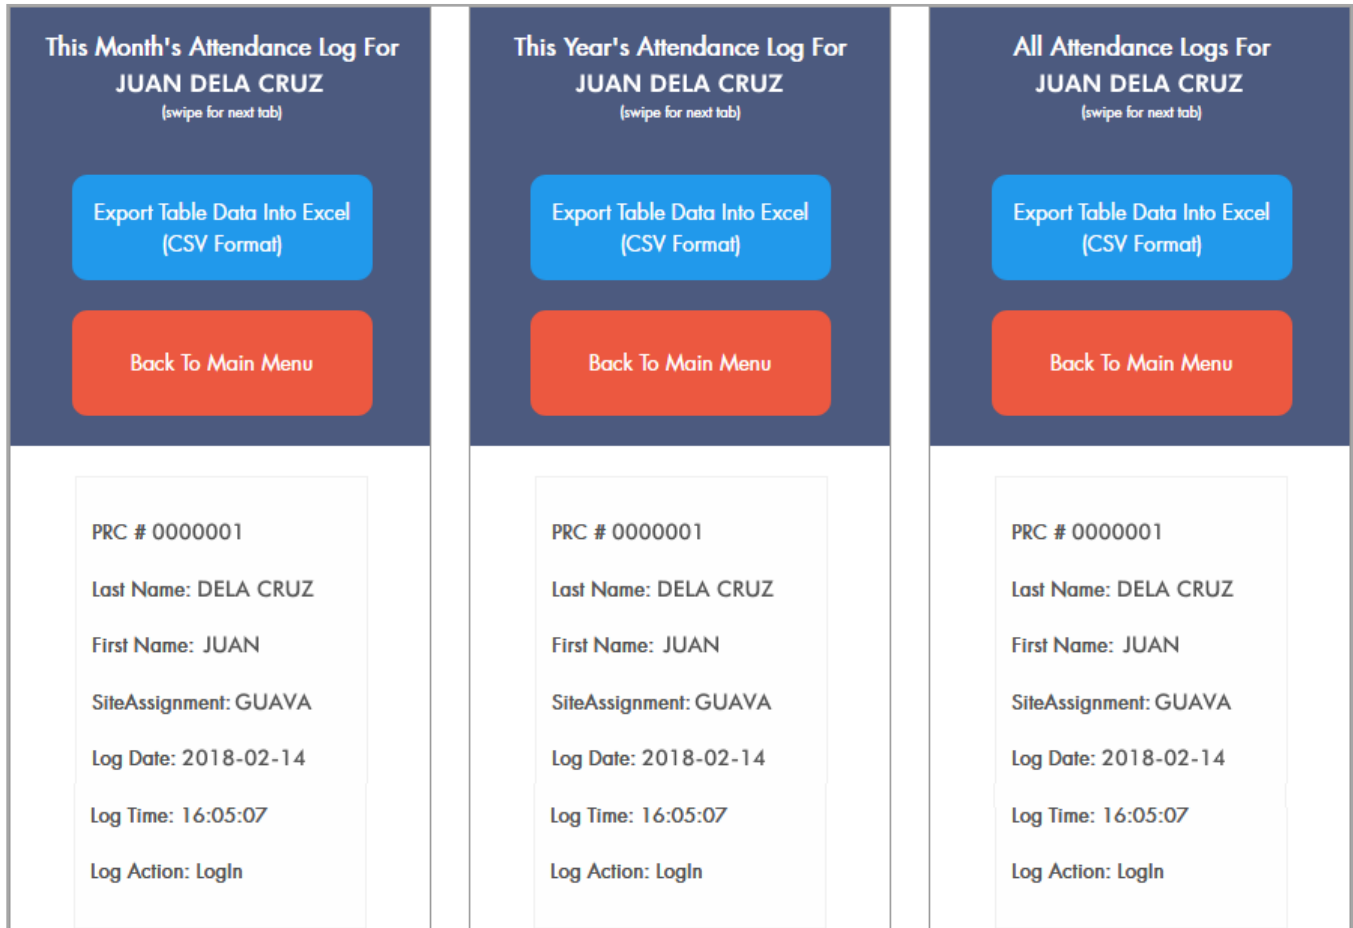 This Month's Attendance Log For
JUAN DELA CRUZ
(swipe for next tab)
Export Table Data Into Excel
(CSV Format)
Back To Main Menu
PRC # 0000001
Last Name: DELA CRUZ
First Name: JUAN
SiteAssignment: GUAVA
Log Date: 2018-02-14
Log Time: 16:05:07
Log Action: LogIn
This Year's Attendance Log For
JUAN DELA CRUZ
(swipe for next tab)
Export Table Data Into Excel
(CSV Format)
Back To Main Menu
PRC # 0000001
Last Name: DELA CRUZ
First Name: JUAN
SiteAssignment: GUAVA
Log Date: 2018-02-14
Log Time: 16:05:07
Log Action: LogIn
All Attendance Logs For
JUAN DELA CRUZ
(swipe for next tab)
Export Table Data Into Excel
(CSV Format)
Back To Main Menu
PRC # 0000001
Last Name: DELA CRUZ
First Name: JUAN
SiteAssignment: GUAVA
Log Date: 2018-02-14
Log Time: 16:05:07
Log Action: LogIn